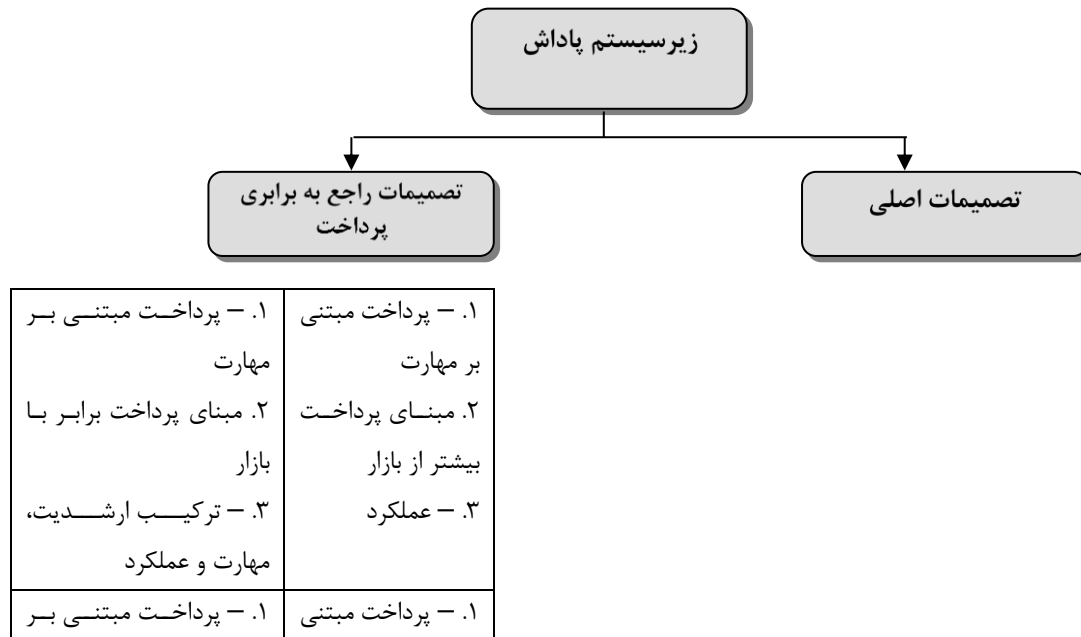 زیرسیستم پاداش
تصمیمات اصلی
تصمیمات راجع به برابری
پرداخت
۱. – پرداخت مبتنی
بر مهارت
۲. مبنای پرداخت
بیشتر از بازار
۳. – عملکرد
۱. – پرداخت مبتنی بر
مهارت
۲. مبنای پرداخت برابر با
بازار
۳. – ترکیب ارشدیت،
مهارت و عملکرد
۱. – پرداخت مبتنی
۱. – پرداخت مبتنی بر